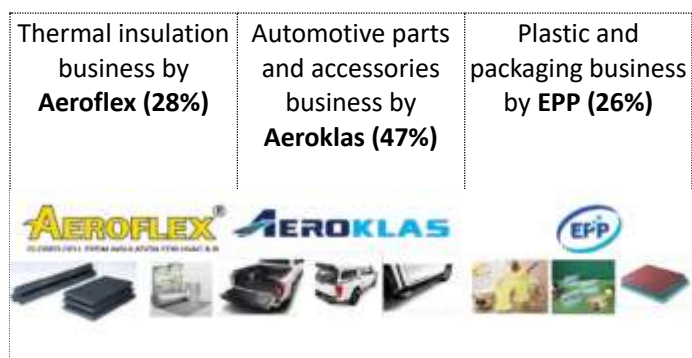 Thermal insulation
business by
Aeroflex (28%)
Automotive parts
and accessories
business by
Aeroklas (47%)
Plastic and
packaging business
by EPP (26%)
AEROFLEX®
AEROKLAS
EPP